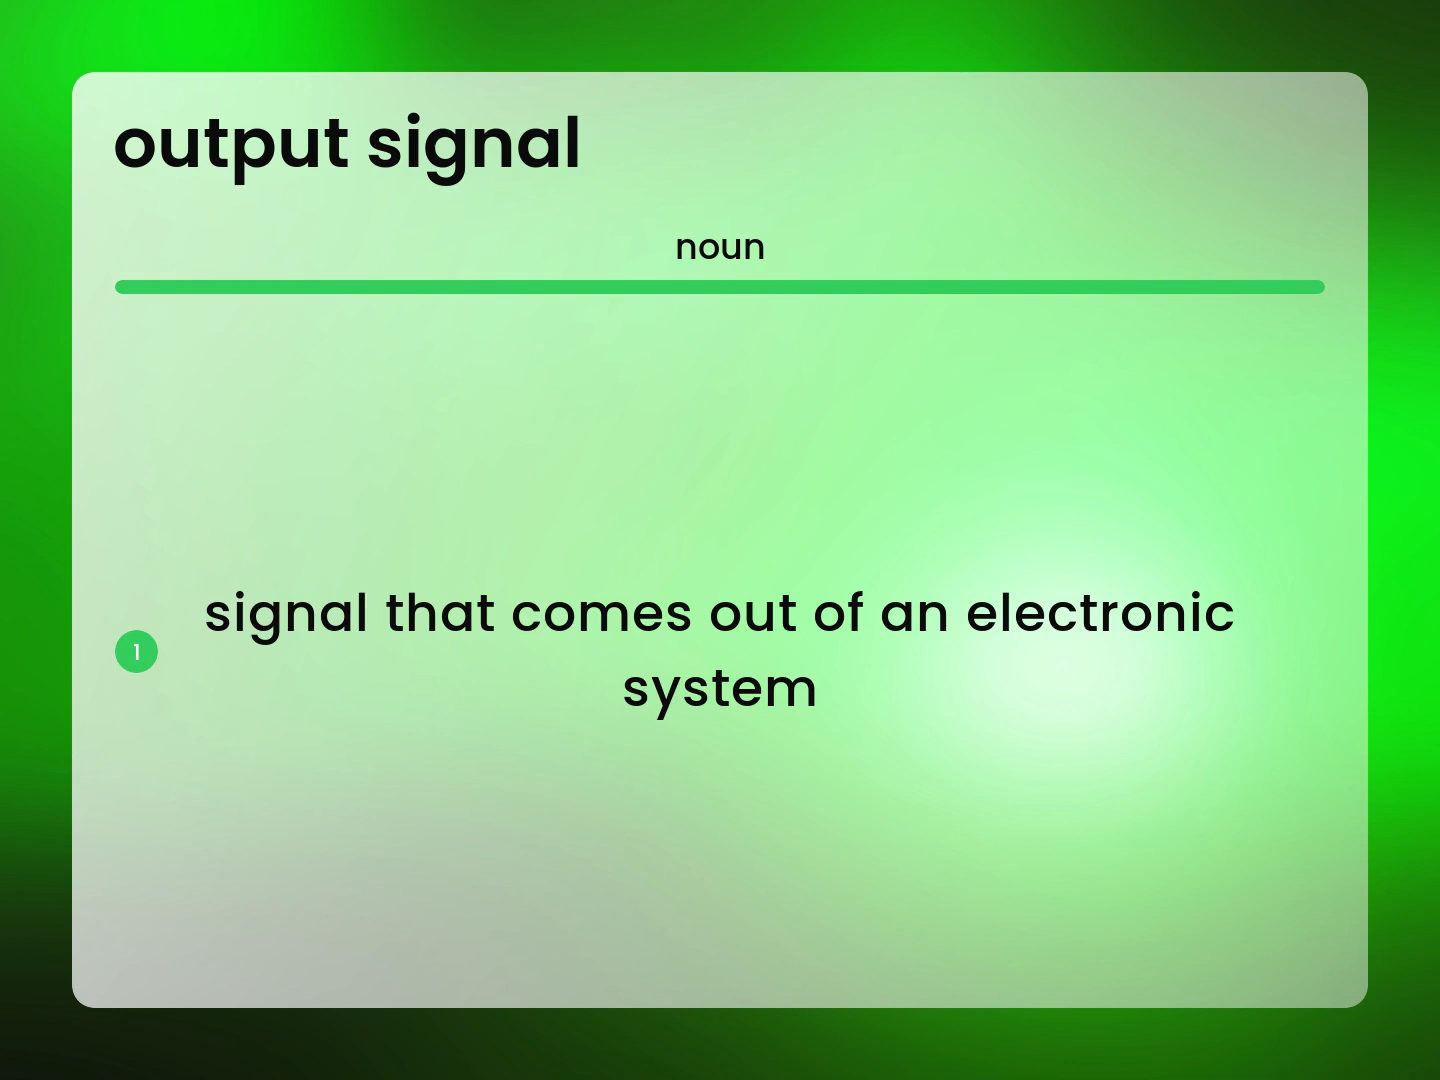 output signal
noun
1
signal that comes out of an electronic
system